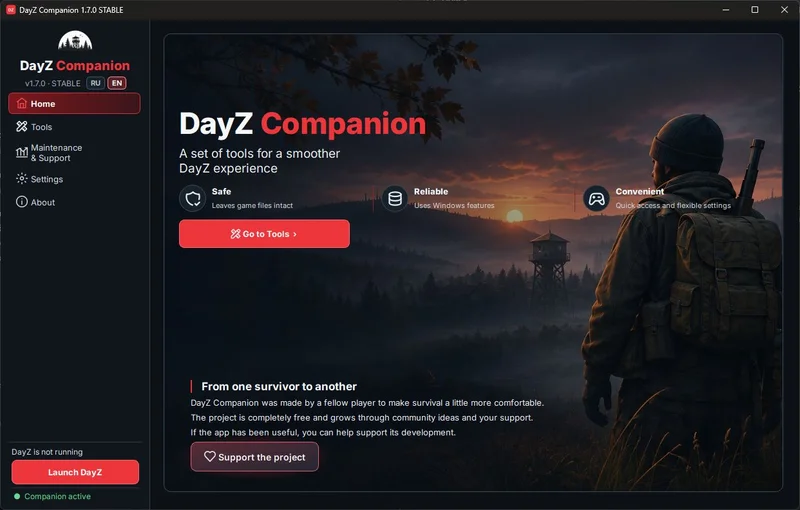 DayZ Companion 1.7.0 STABLE
DayZ Companion
v1.7.0 · STABLE RU EN
Home
Tools
Maintenance
& Support
Settings
About
DayZ is not running
Launch DayZ
Companion active
DayZ Companion
A set of tools for a smoother
DayZ experience
Safe
Leaves game files intact
Reliable
Uses Windows features
Convenient
Quick access and flexible settings
Go to Tools ›
From one survivor to another
DayZ Companion was made by a fellow player to make survival a little more comfortable.
The project is completely free and grows through community ideas and your support.
If the app has been useful, you can help support its development.
Support the project